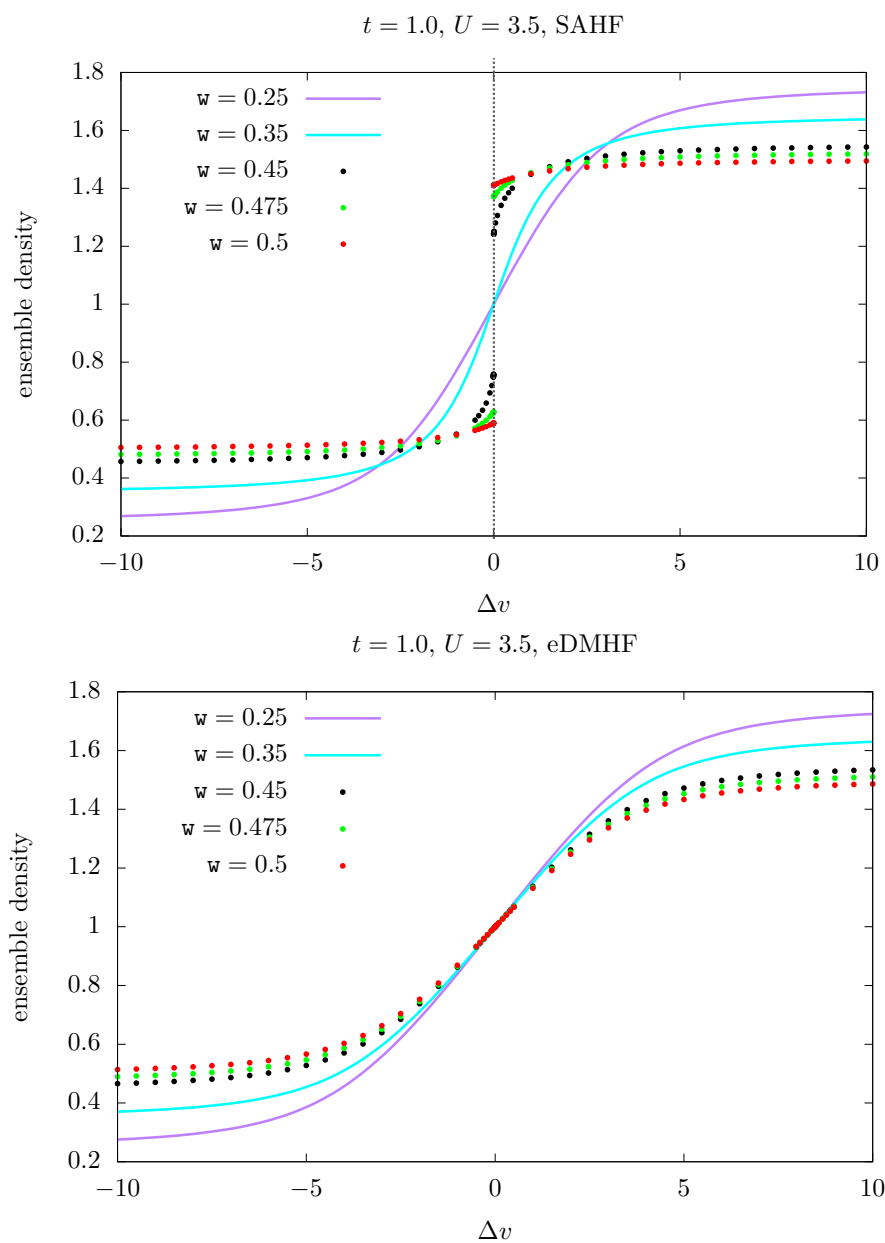 t = 1.0, U = 3.5, SAHF
1.8
1.6
1.4
1.2
1
0.8
0.6
0.4
0.2
ensemble density
w = 0.25
w = 0.35
w = 0.45
w = 0.475
w = 0.5
−10 −5 0 5 10
Δv
t = 1.0, U = 3.5, eDMHF
1.8
1.6
1.4
1.2
1
0.8
0.6
0.4
0.2
ensemble density
w = 0.25
w = 0.35
w = 0.45
w = 0.475
w = 0.5
−10 −5 0 5 10
Δv